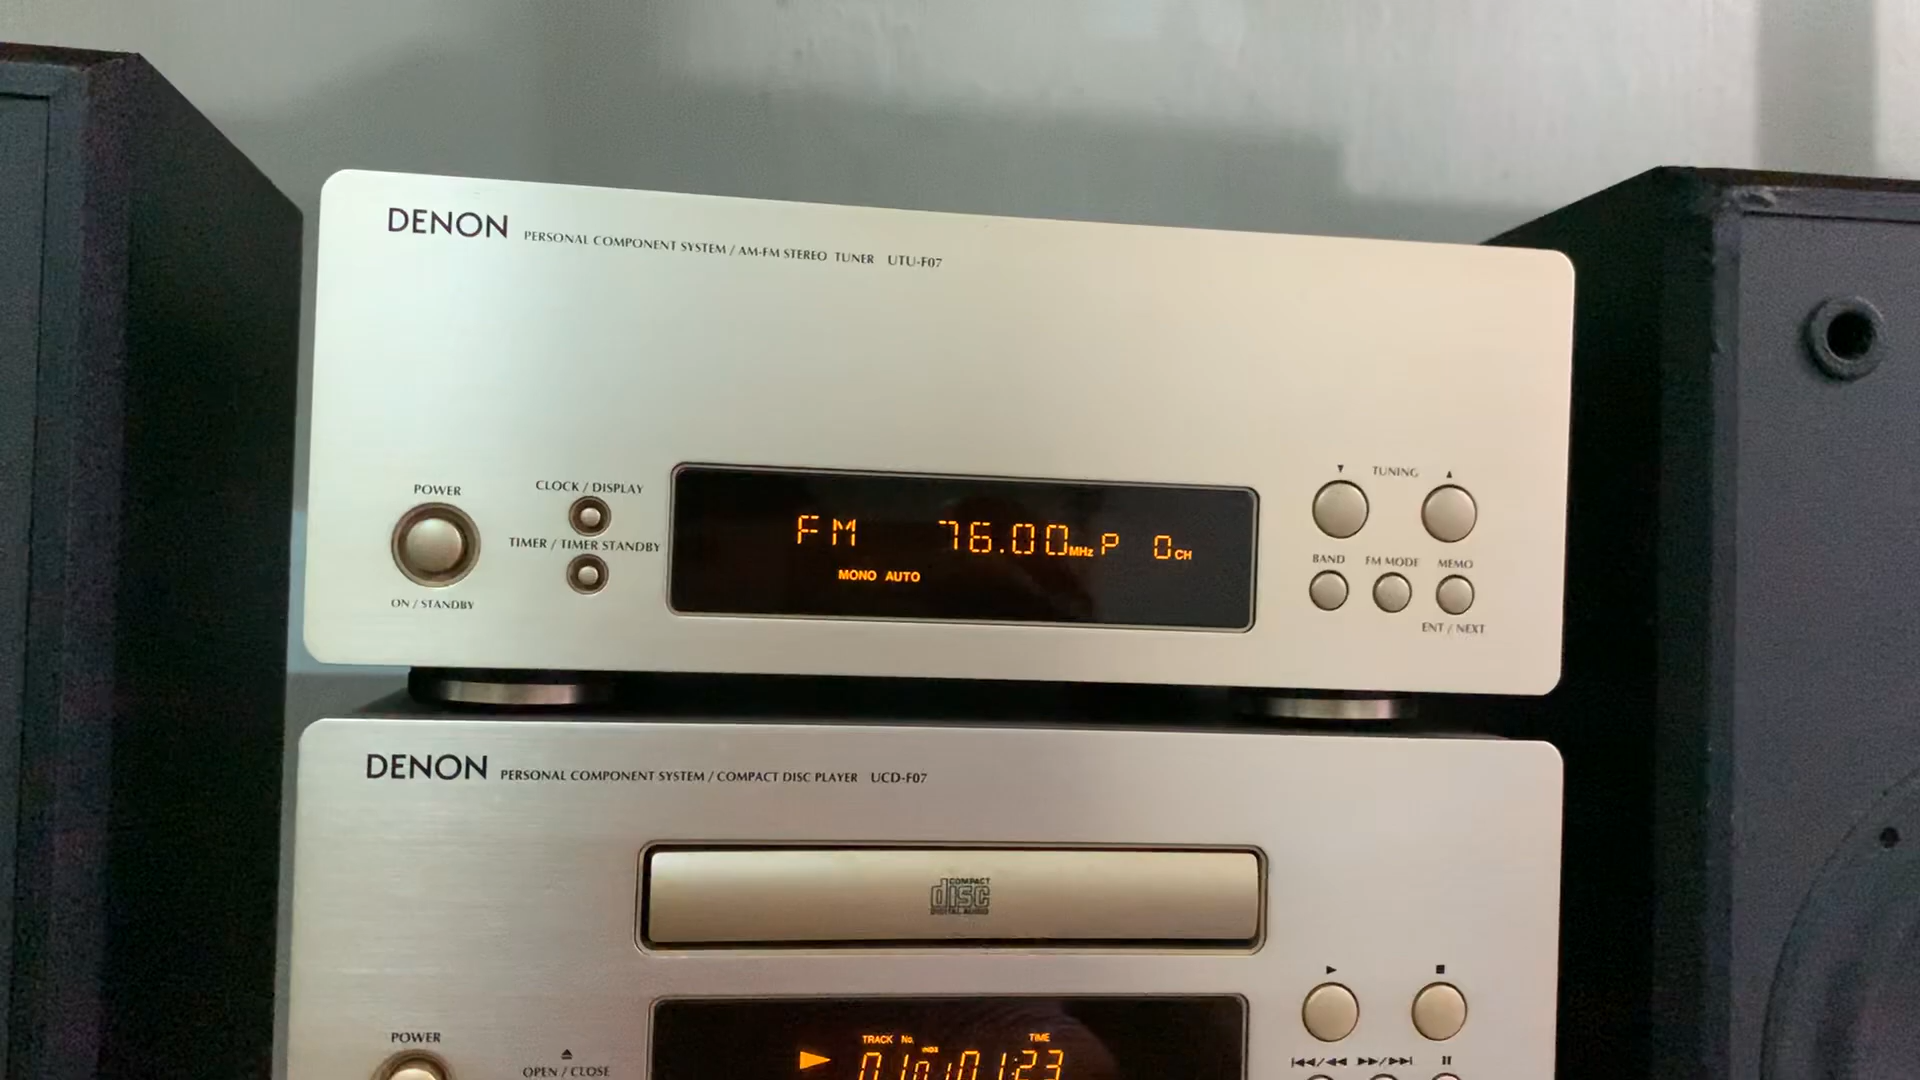 DENON PERSONAL COMPONENT SYSTEM / AM-FM STEREO TUNER UTU-F07
TUNING
POWER
CLOCK / DISPLAY
FM 76.00MHz P 0CH
TIMER / TIMER STANDBY
BAND FM MODE MEMO
MONO AUTO
ON / STANDBY
ENT / NEXT
DENON PERSONAL COMPONENT SYSTEM / COMPACT DISC PLAYER UCD-F07
COMPACT
disc
DIGITAL AUDIO
POWER
TRACK No. TIME
OPEN / CLOSE